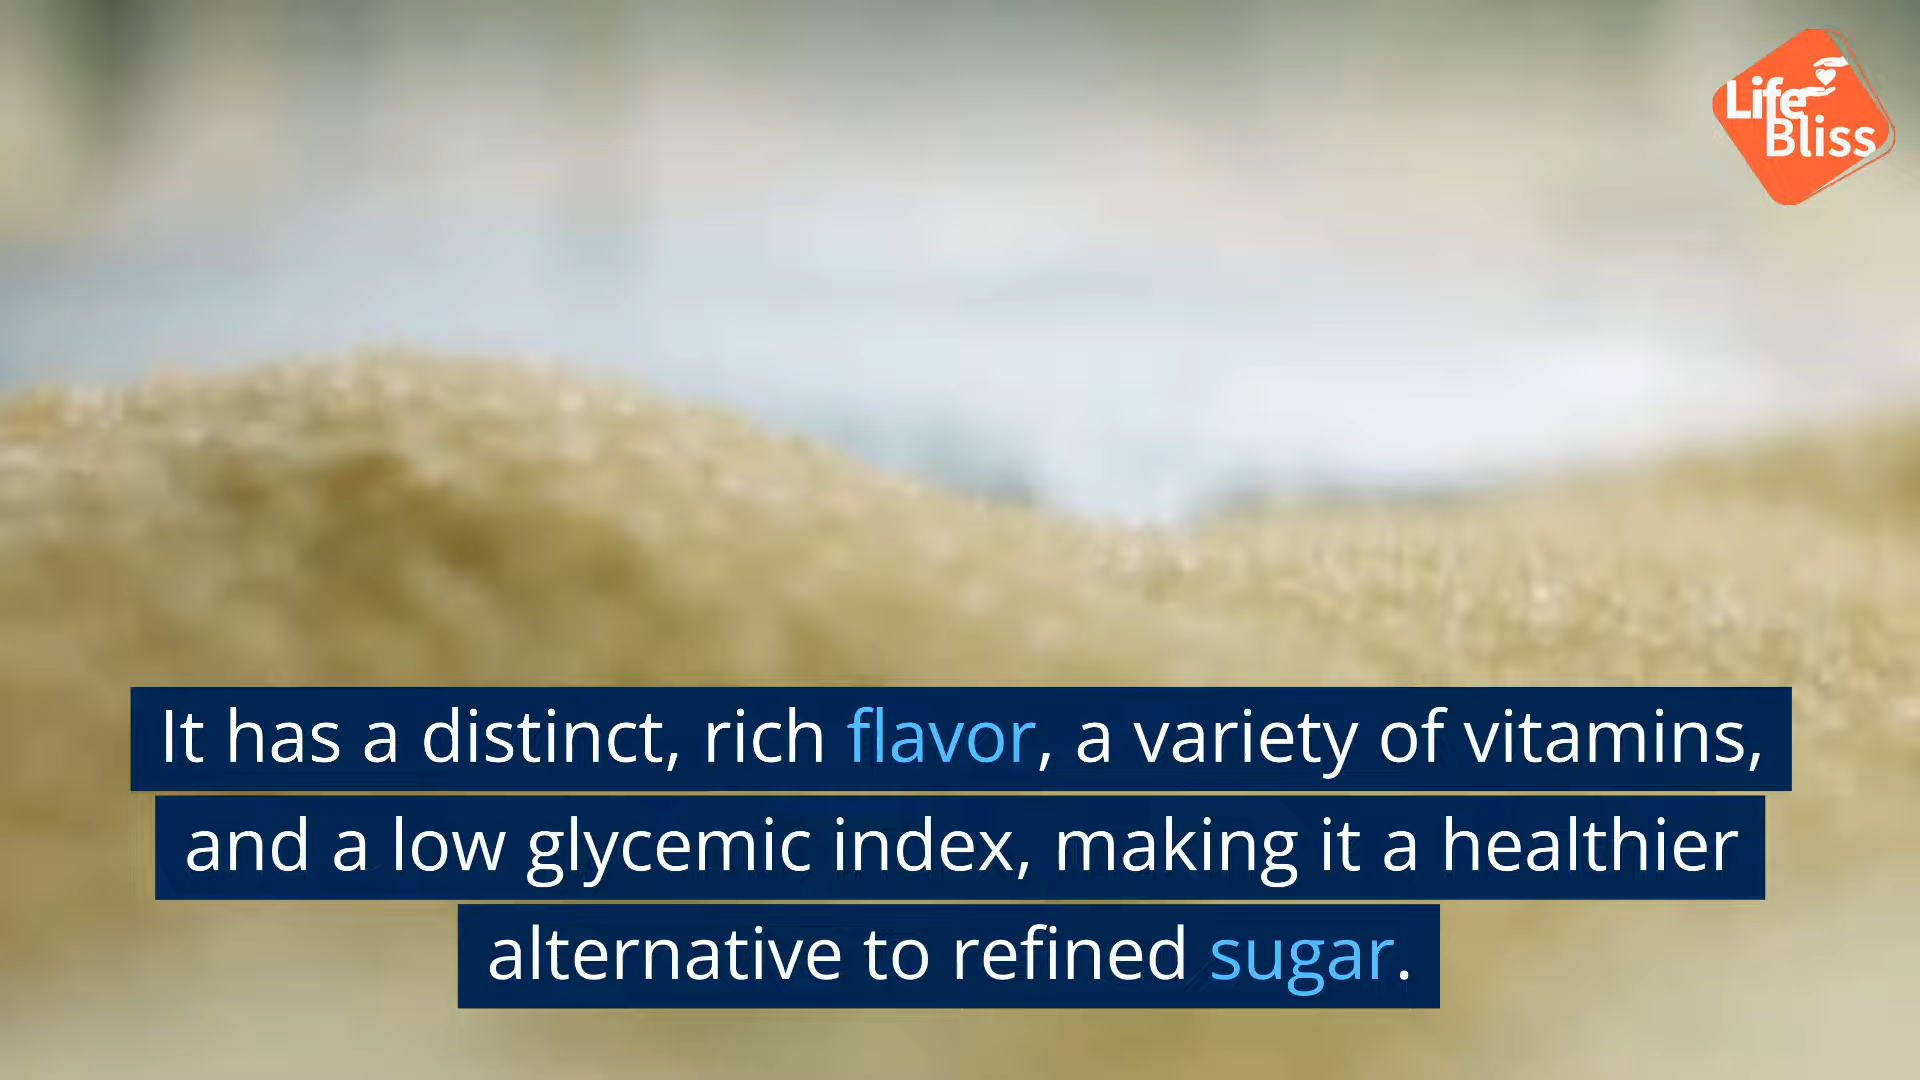 Life
Bliss
It has a distinct, rich flavor, a variety of vitamins,
and a low glycemic index, making it a healthier
alternative to refined sugar.